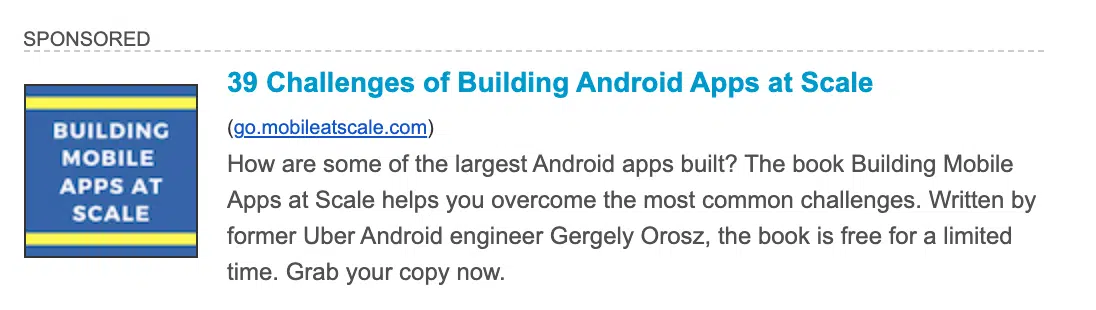 SPONSORED
BUILDING
MOBILE
APPS AT
SCALE
39 Challenges of Building Android Apps at Scale
(go.mobileatscale.com)
How are some of the largest Android apps built? The book Building Mobile
Apps at Scale helps you overcome the most common challenges. Written by
former Uber Android engineer Gergely Orosz, the book is free for a limited
time. Grab your copy now.